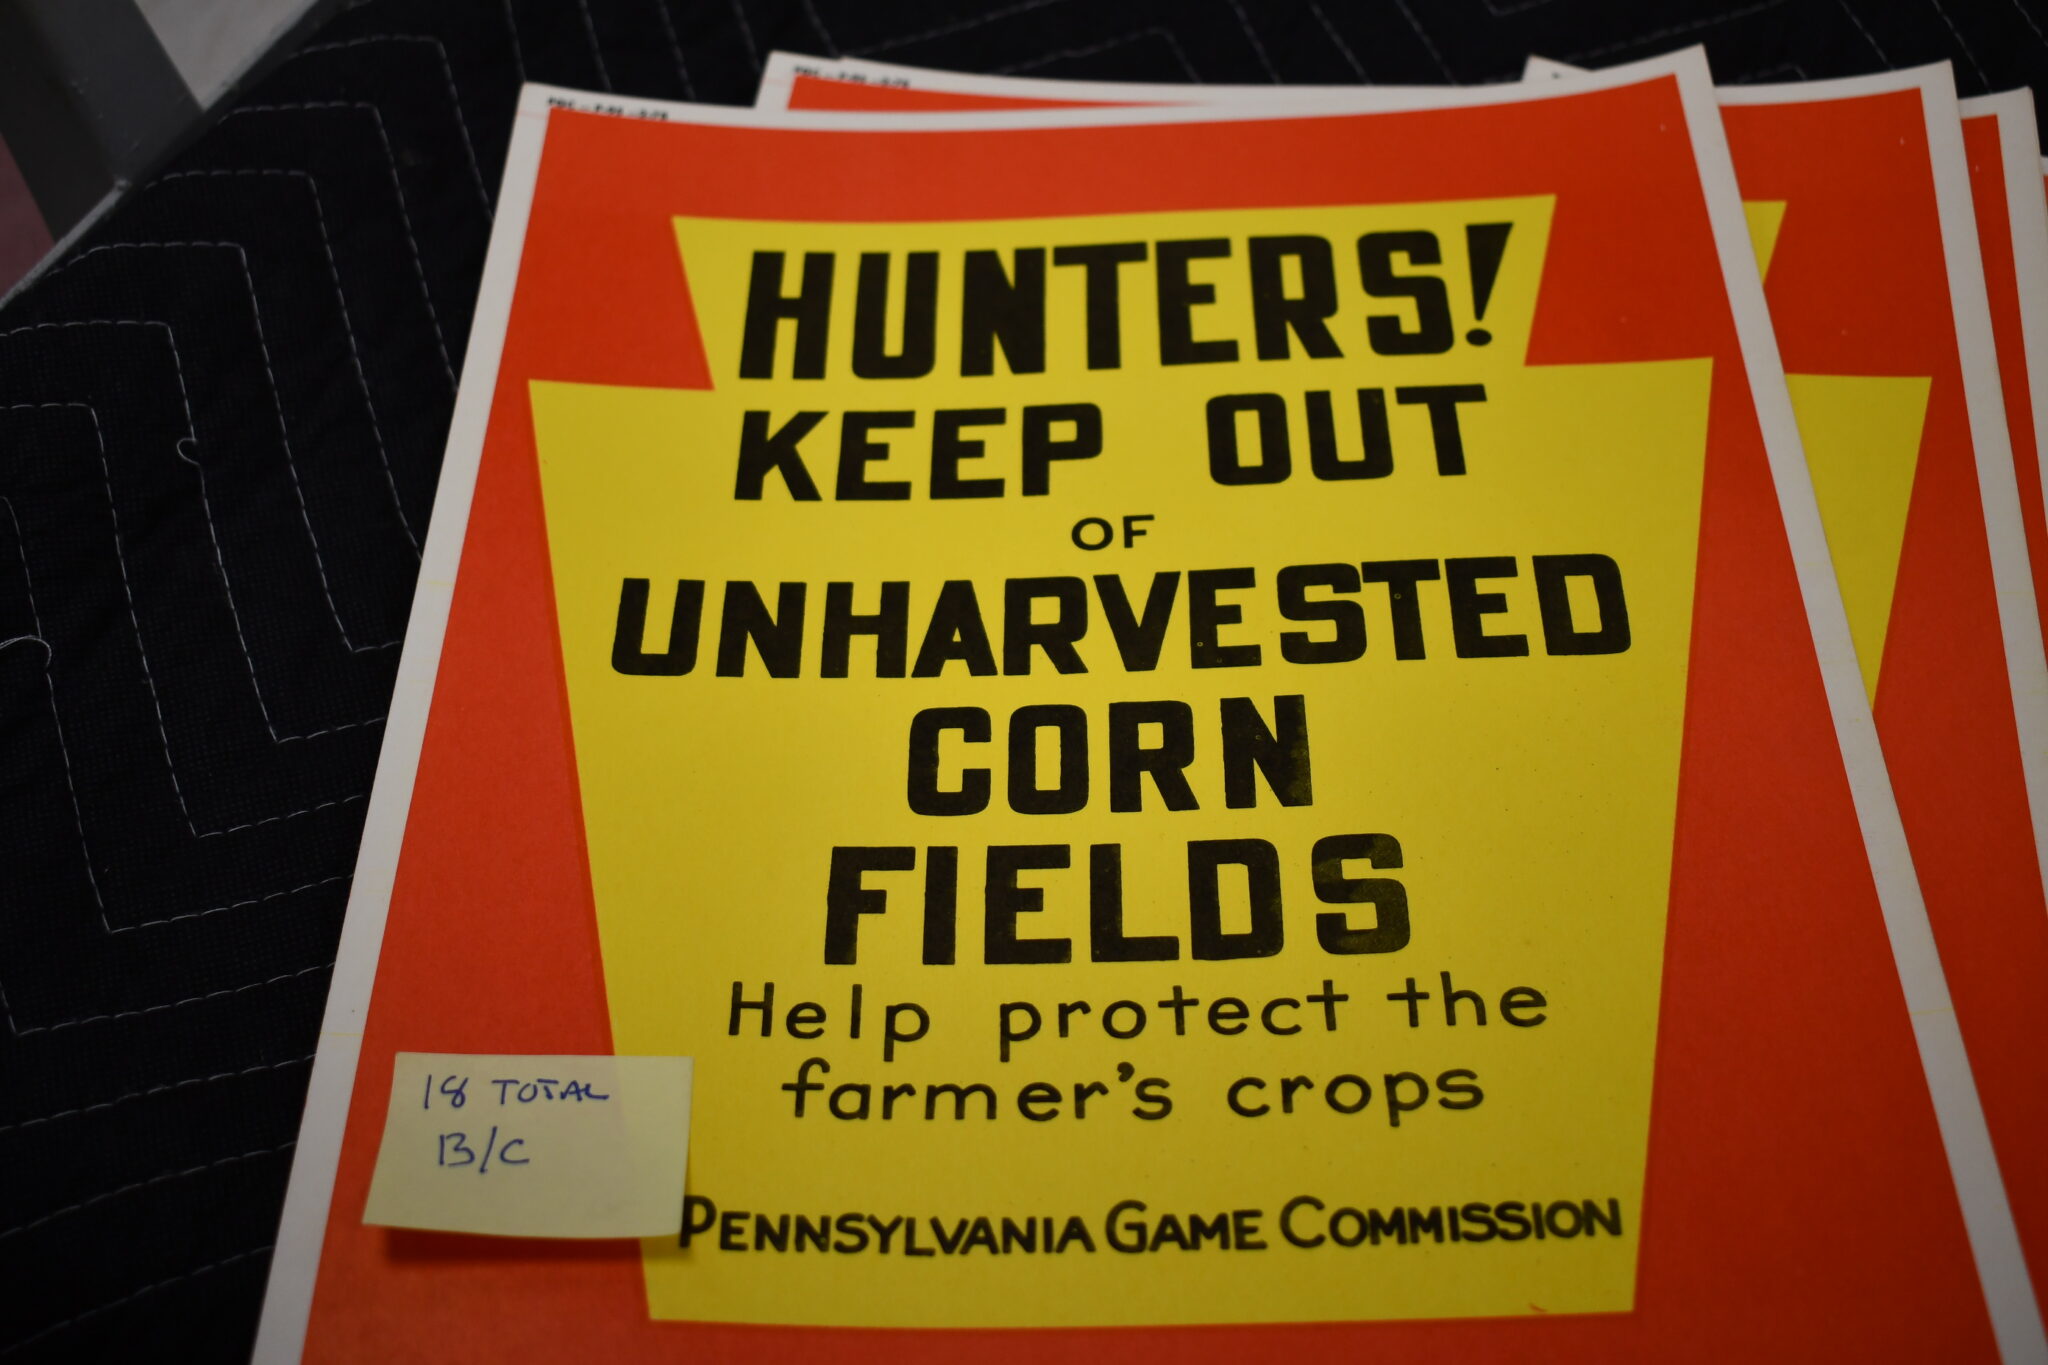 HUNTERS!
KEEP OUT
OF
UNHARVESTED
CORN
FIELDS
Help protect the
farmer's crops
PENNSYLVANIA GAME COMMISSION
18 TOTAL
B/C